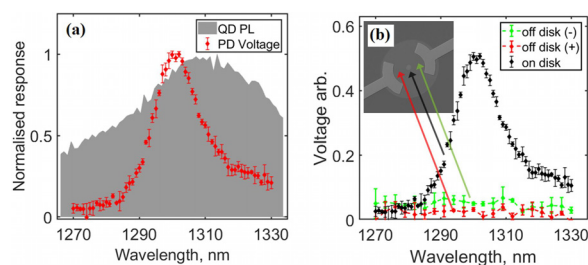 (a)
QD PL
PD Voltage
Normalised response
1
0.5
0
1270 1290 1310 1330
Wavelength, nm
(b)
off disk (-)
off disk (+)
on disk
Voltage arb.
0.6
0.4
0.2
0
1270 1290 1310 1330
Wavelength, nm